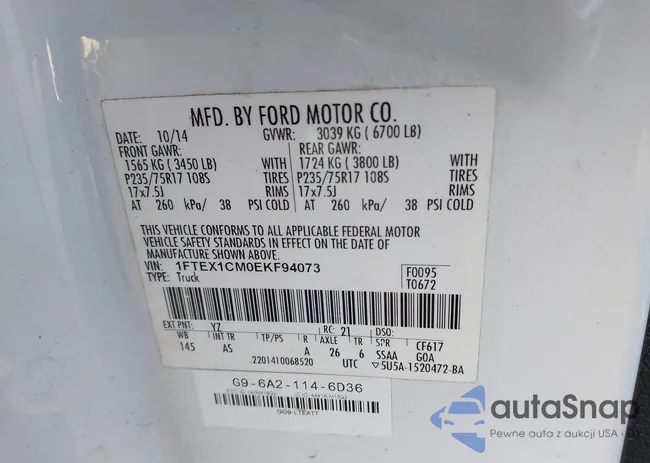 MFD. BY FORD MOTOR CO.
DATE: 10/14 GVWR: 3039 KG ( 6700 LB)
FRONT GAWR: REAR GAWR:
1565 KG ( 3450 LB) WITH 1724 KG ( 3800 LB) WITH
P235/75R17 108S TIRES P235/75R17 108S TIRES
17x7.5J RIMS 17x7.5J RIMS
AT 260 kPa/ 38 PSI COLD AT 260 kPa/ 38 PSI COLD
THIS VEHICLE CONFORMS TO ALL APPLICABLE FEDERAL MOTOR
VEHICLE SAFETY STANDARDS IN EFFECT ON THE DATE OF
MANUFACTURE SHOWN ABOVE.
VIN: 1FTEX1CM0EKF94073 F0095
TYPE: Truck T0672
EXT PNT: YZ RC: 21 DSO:
WB INT TR TP/PS R AXLE TR SPR CF617
145 AS A 26 6 SSAA G0A
2201410068520 UTC ▽5U5A-1520472-BA
G9-6A2-114-6D36
GG9-LTEATT
autaSnap
Pewne auta z aukcji USA i